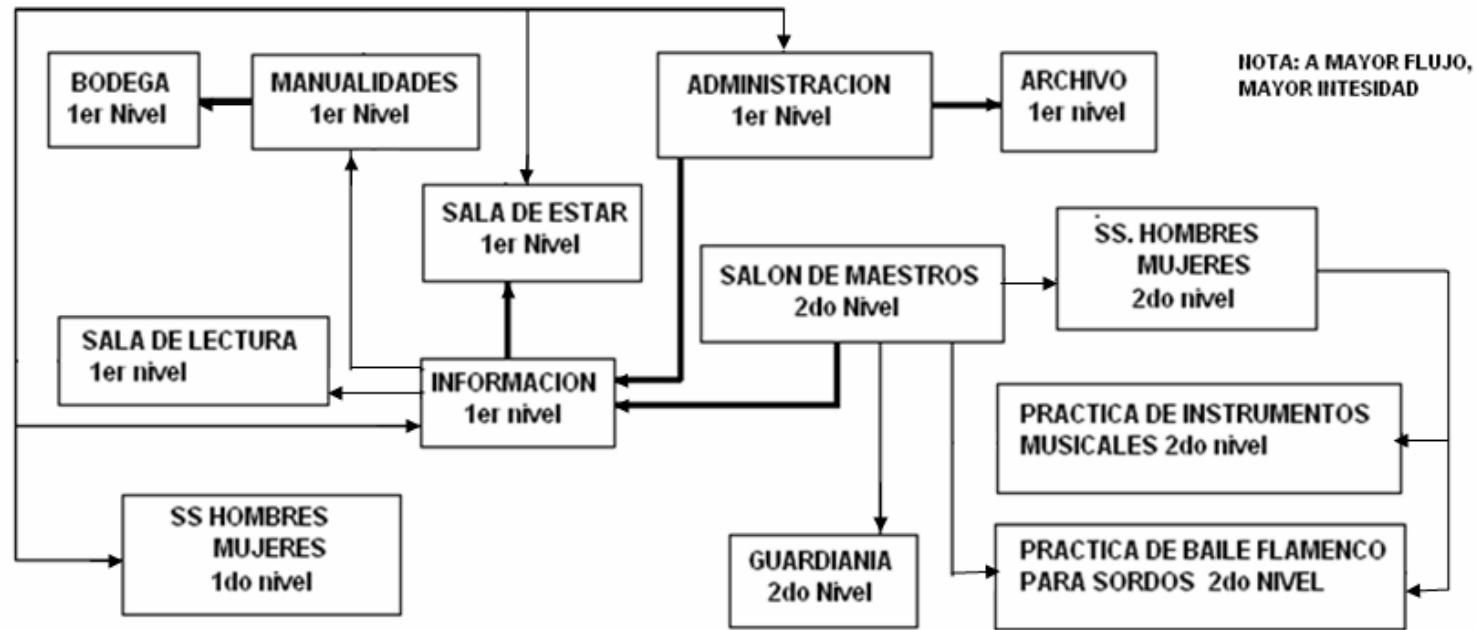 BODEGA
1er Nivel
MANUALIDADES
1er Nivel
ADMINISTRACION
1er Nivel
ARCHIVO
1er nivel
NOTA: A MAYOR FLUJO,
MAYOR INTESIDAD
SALA DE ESTAR
1er Nivel
SALON DE MAESTROS
2do Nivel
SS. HOMBRES
MUJERES
2do nivel
SALA DE LECTURA
1er nivel
INFORMACION
1er nivel
PRACTICA DE INSTRUMENTOS
MUSICALES 2do nivel
SS HOMBRES
MUJERES
1do nivel
GUARDIANIA
2do Nivel
PRACTICA DE BAILE FLAMENCO
PARA SORDOS 2do NIVEL